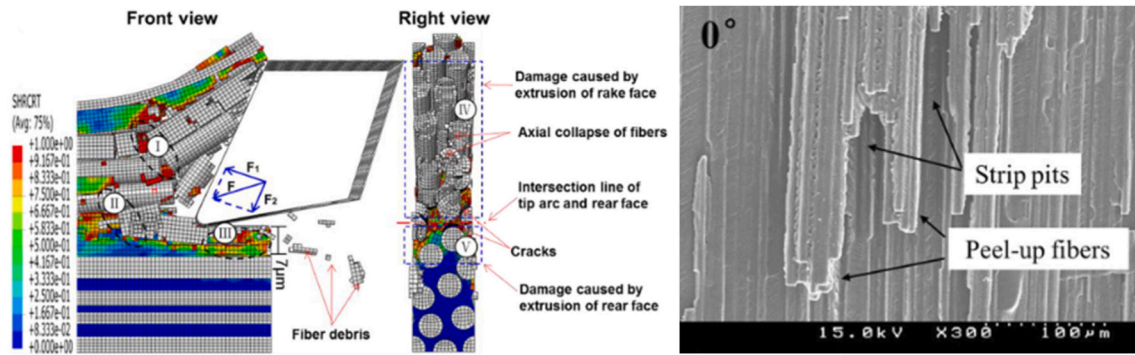 Front view
Right view
SHRCRT
(Avg: 75%)
+1.000e+00
+9.167e-01
+8.333e-01
+7.500e-01
+6.667e-01
+5.833e-01
+5.000e-01
+4.167e-01
+3.333e-01
+2.500e-01
+1.667e-01
+8.333e-02
+0.000e+00
I
II
III
F₁
F
F₂
7μm
Fiber debris
IV
V
Damage caused by
extrusion of rake face
Axial collapse of fibers
Intersection line of
tip arc and rear face
Cracks
Damage caused by
extrusion of rear face
0°
Strip pits
Peel-up fibers
15.0kV X300 100μm